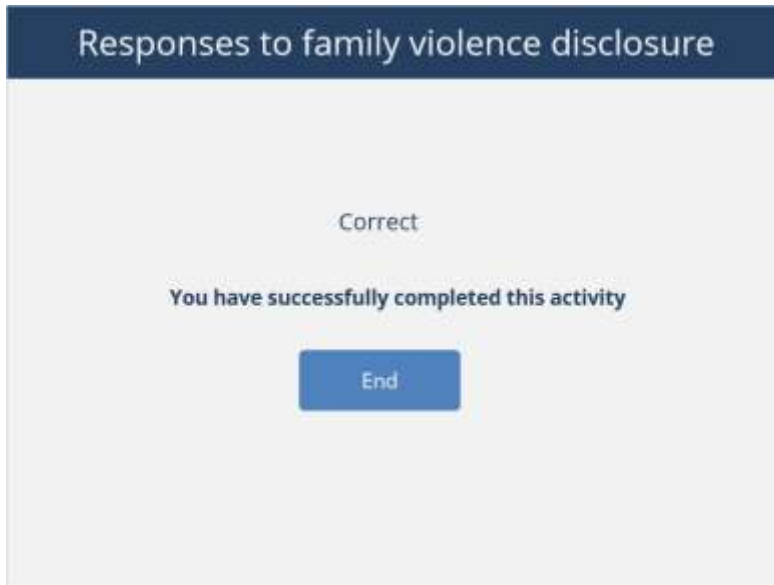 Responses to family violence disclosure
Correct
You have successfully completed this activity
End